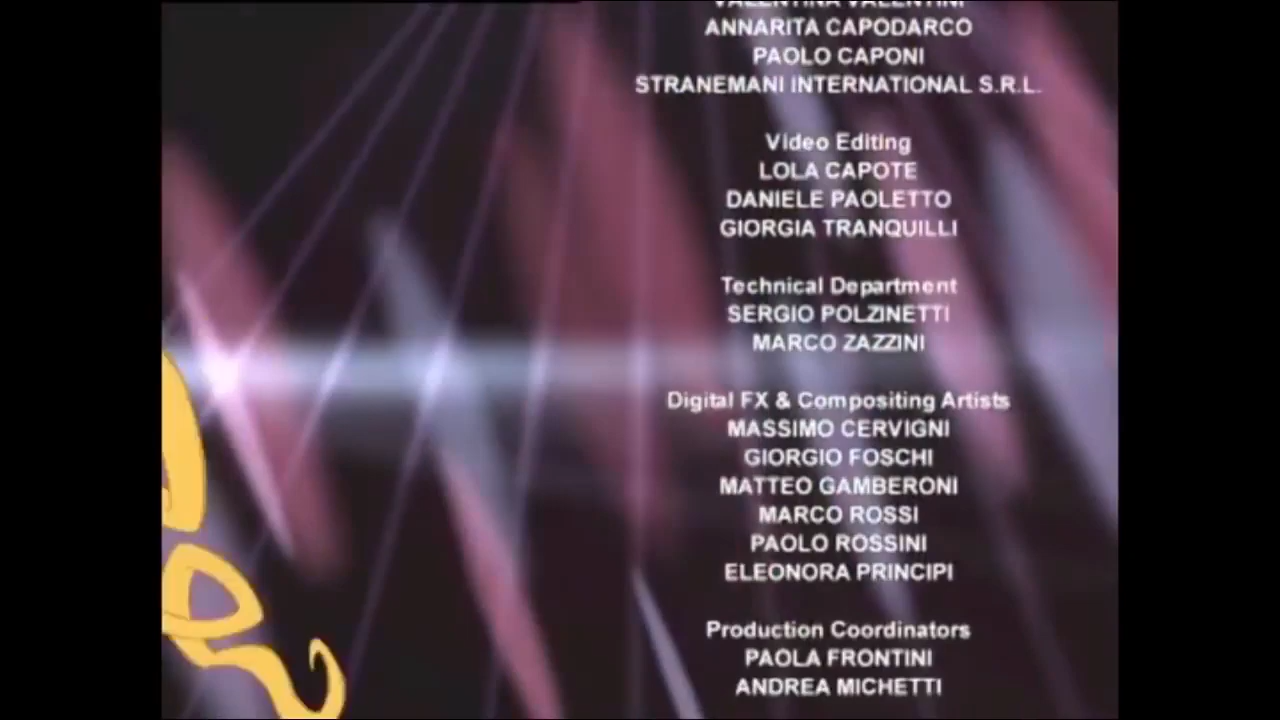 VALENTINA VALENTINI
ANNARITA CAPODARCO
PAOLO CAPONI
STRANEMANI INTERNATIONAL S.R.L.
Video Editing
LOLA CAPOTE
DANIELE PAOLETTO
GIORGIA TRANQUILLI
Technical Department
SERGIO POLZINETTI
MARCO ZAZZINI
Digital FX & Compositing Artists
MASSIMO CERVIGNI
GIORGIO FOSCHI
MATTEO GAMBERONI
MARCO ROSSI
PAOLO ROSSINI
ELEONORA PRINCIPI
Production Coordinators
PAOLA FRONTINI
ANDREA MICHETTI